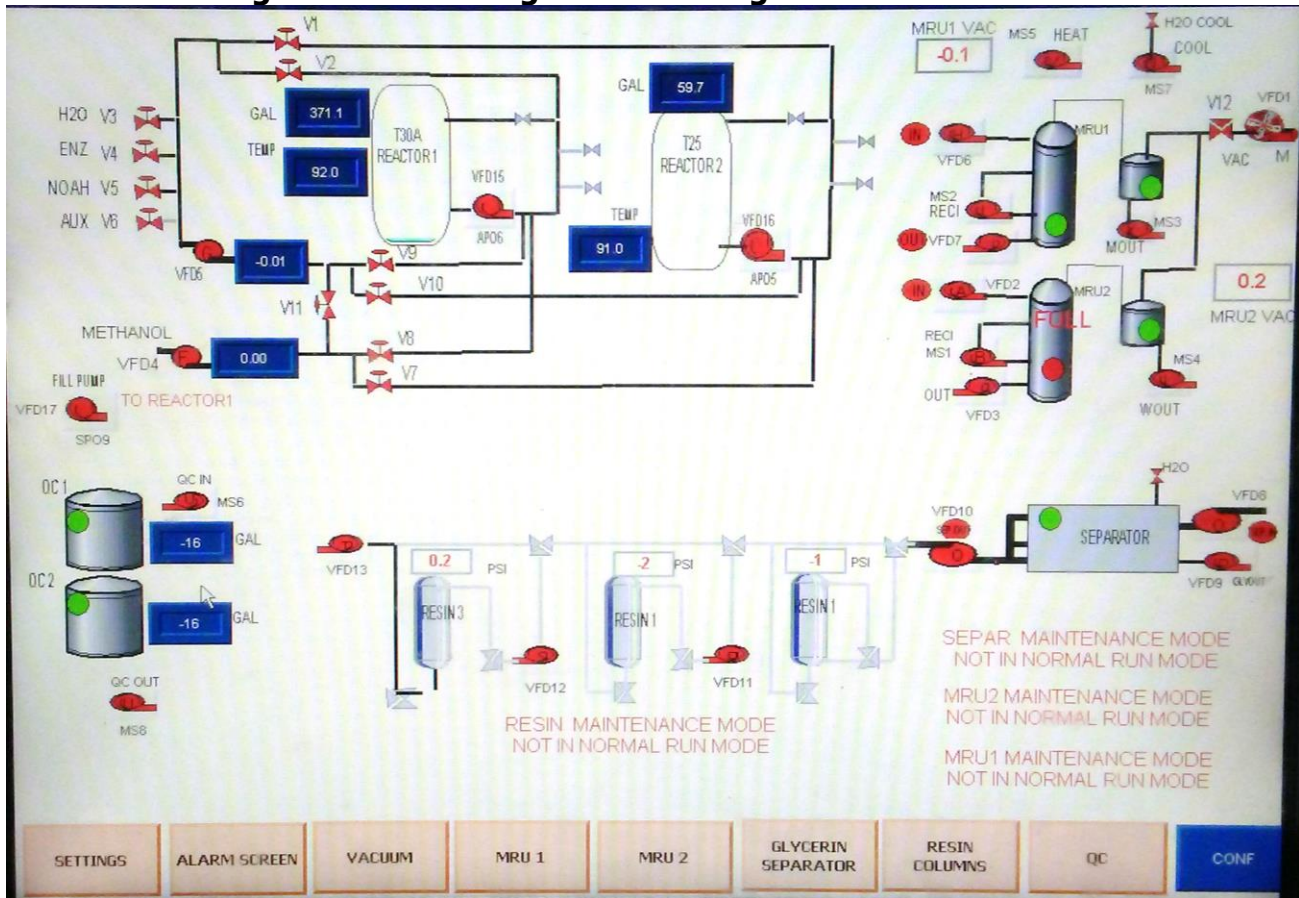 V1
V2
H2O V3
ENZ V4
NOAH V5
AUX V6
GAL
371.1
TEMP
92.0
T30A
REACTOR1
VFD15
APO6
GAL
59.7
T25
REACTOR 2
TEMP
91.0
VFD16
APO5
VFD5
-0.01
V9
V10
V11
METHANOL
VFD4
0.00
V8
V7
FILL PUMP
VFD17
TO REACTOR1
SPO9
MRU1 VAC
-0.1
MS5 HEAT
H2O COOL
COOL
MS7
V12
VFD1
VAC
M
IN
VFD6
MRU1
MS2
RECI
OUT
VFD7
MS3
MOUT
IN
VFD2
MRU2
FULL
0.2
MRU2 VAC
RECI
MS1
MS4
OUT
VFD3
WOUT
QC1
QC IN
MS6
-16
GAL
QC2
-16
GAL
QC OUT
MS8
VFD13
0.2
PSI
RESIN 3
VFD12
-2
PSI
RESIN 1
VFD11
-1
PSI
RESIN 1
VFD10
H2O
SEPARATOR
VFD8
VFD9
RESIN MAINTENANCE MODE
NOT IN NORMAL RUN MODE
SEPAR MAINTENANCE MODE
NOT IN NORMAL RUN MODE
MRU2 MAINTENANCE MODE
NOT IN NORMAL RUN MODE
MRU1 MAINTENANCE MODE
NOT IN NORMAL RUN MODE
SETTINGS
ALARM SCREEN
VACUUM
MRU 1
MRU 2
GLYCERIN
SEPARATOR
RESIN
COLUMNS
QC
CONF